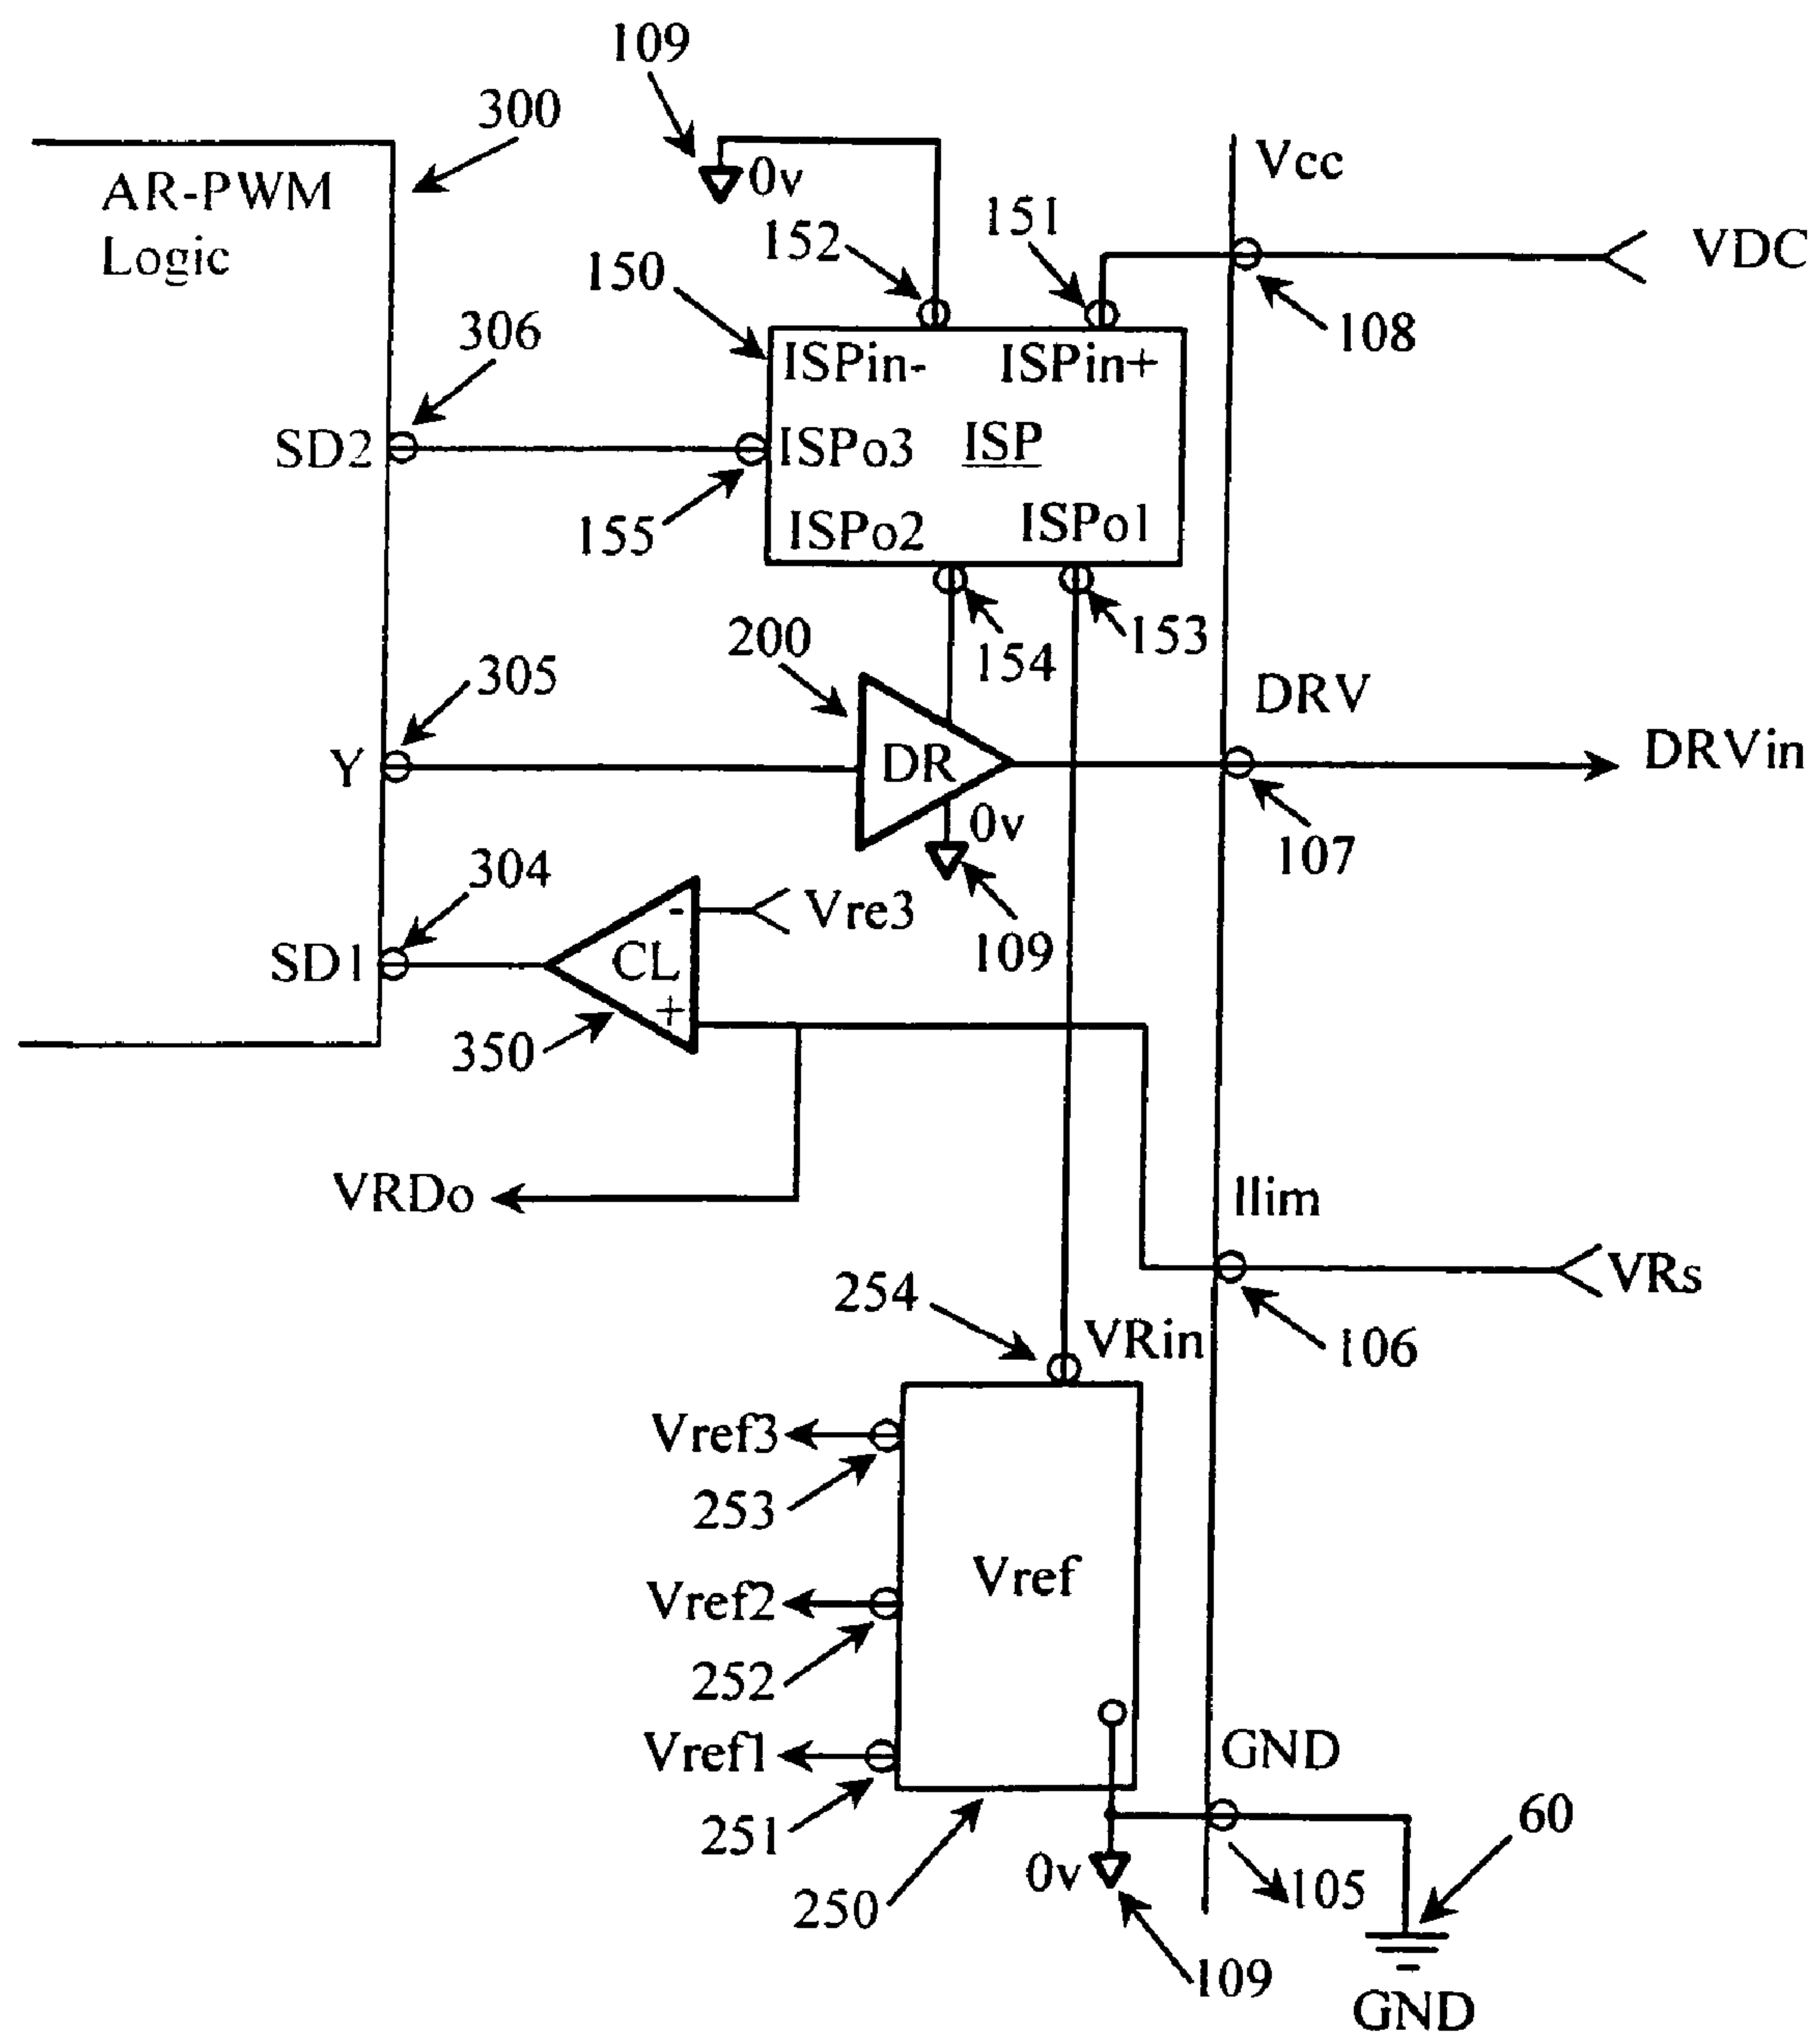 109
300
AR-PWM
Logic
0v
Vcc
152
151
VDC
150
108
306
ISPin-
ISPin+
SD2
ISPo3
ISP
155
ISPo2
ISPo1
200
154
153
305
DRV
Y
DR
DRVin
0v
107
304
-
Vre3
SD1
CL
109
+
350
VRDo
Ilim
VRs
254
VRin
106
Vref3
253
Vref
Vref2
252
GND
Vref1
251
60
0v
105
250
109
GND